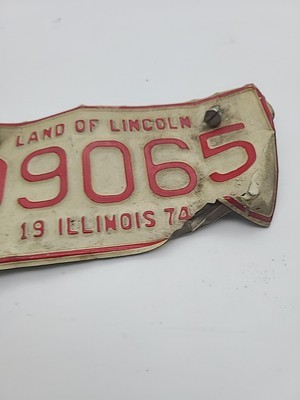 LAND OF LINCOLN
9065
19 ILLINOIS 74